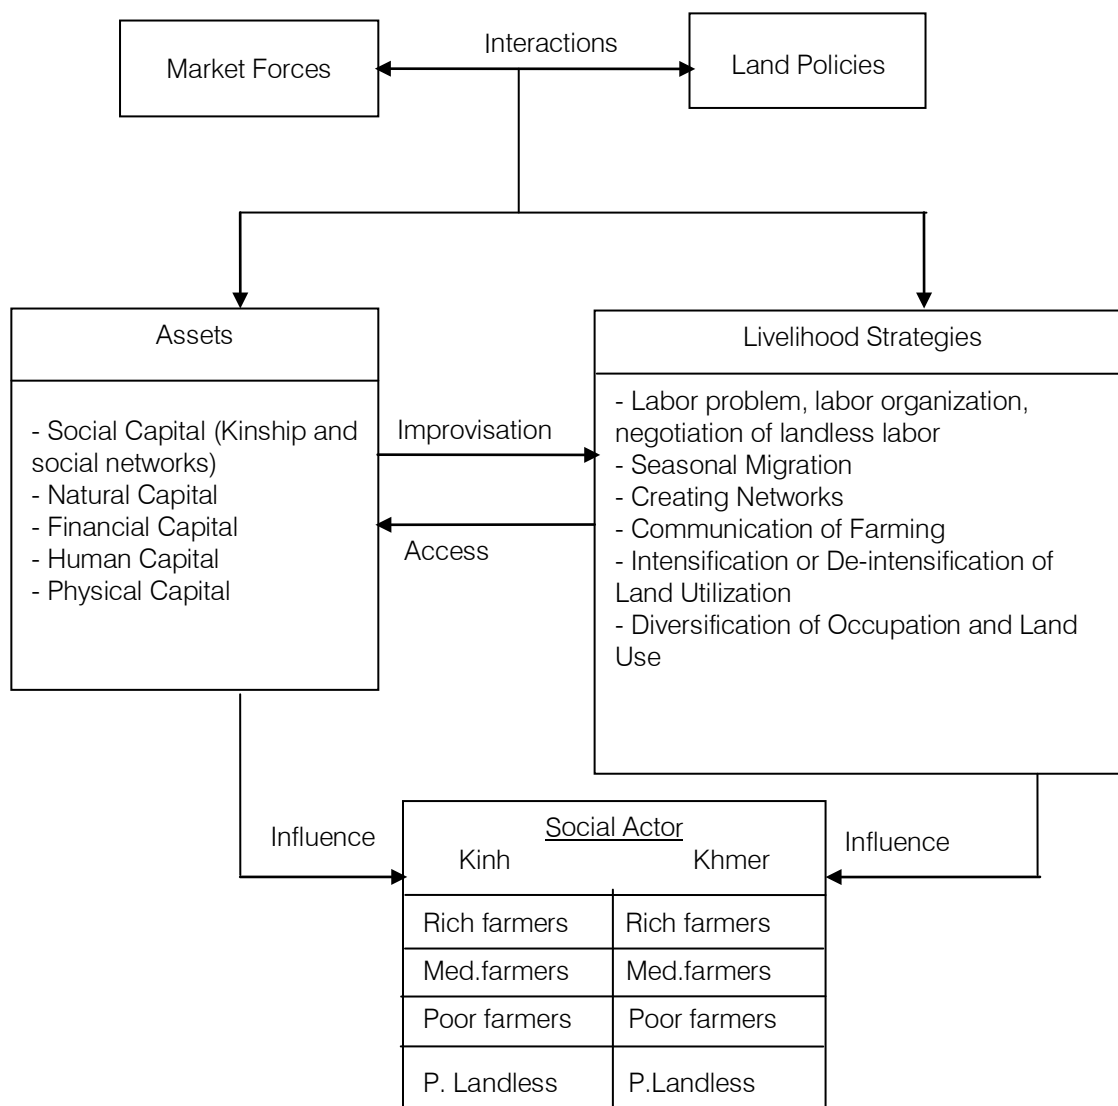 Interactions
Market Forces
Land Policies
Assets
- Social Capital (Kinship and
social networks)
- Natural Capital
- Financial Capital
- Human Capital
- Physical Capital
Improvisation
Access
Livelihood Strategies
- Labor problem, labor organization,
negotiation of landless labor
- Seasonal Migration
- Creating Networks
- Communication of Farming
- Intensification or De-intensification of
Land Utilization
- Diversification of Occupation and Land
Use
Influence
Influence
Social Actor
Kinh Khmer
Rich farmers Rich farmers
Med.farmers Med.farmers
Poor farmers Poor farmers
P. Landless P.Landless